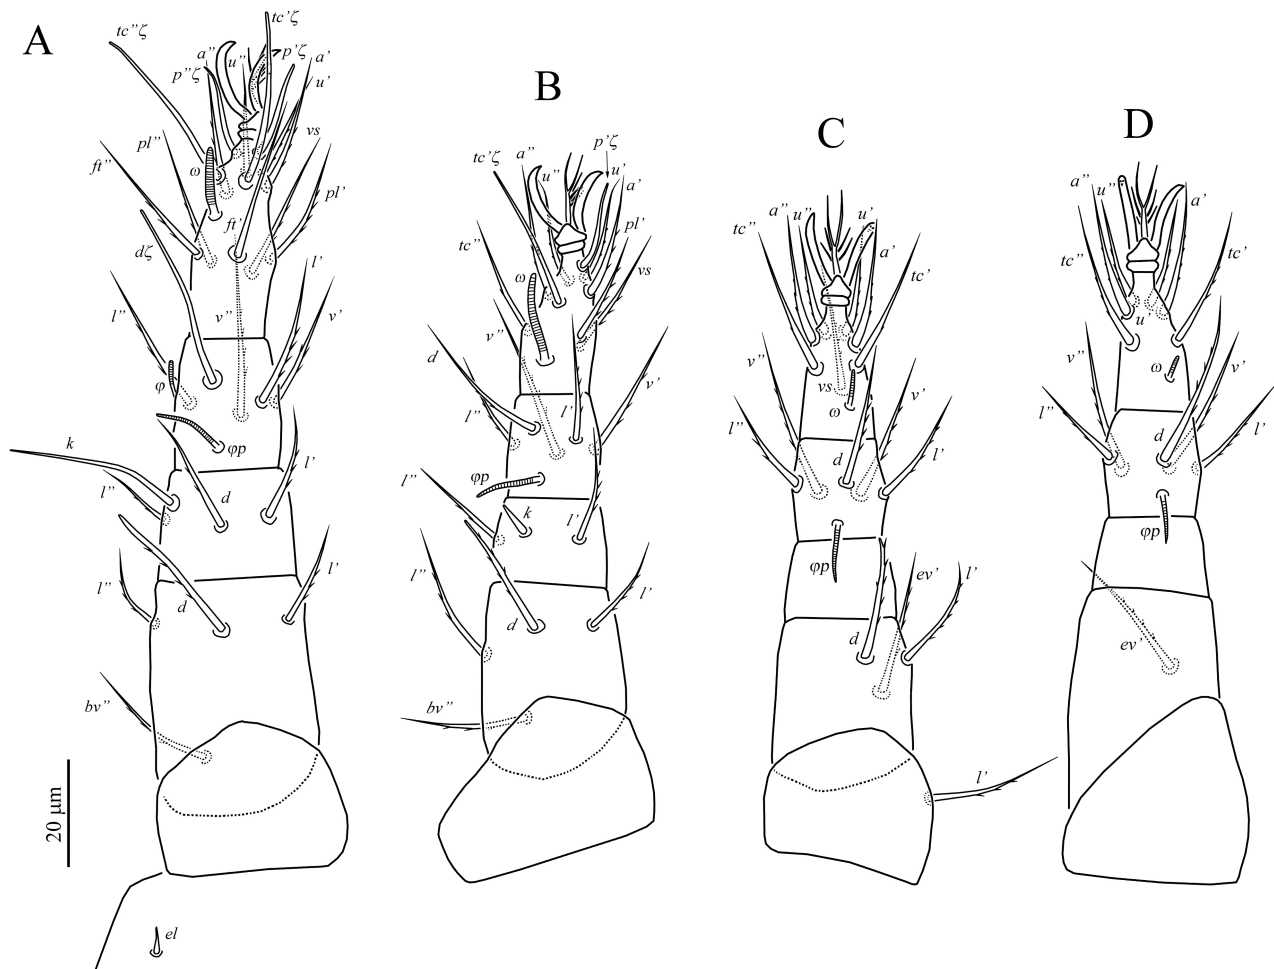 A
tc”ζ
tc’ζ
a”
u”
p’ζ
a’
p”ζ
u’
pl”
vs
ft”
ω
pl’
ft’
dζ
l’
l”
v”
v’
φ
k
φp
l’
l”
d
l”
d
l’
bv”
20 μm
el
B
tc’ζ
a”
u”
p’ζ
u’
a’
pl’
tc”
ω
vs
v”
d
v’
l”
l’
φp
l”
k
l’
l”
d
l’
bv”
C
a”
u”
u’
tc”
a’
tc’
v”
vs
ω
v’
l”
d
l’
φp
ev’
l’
d
l’
D
a”
u”
a’
tc”
tc’
u’
ω
v”
v’
l”
d
l’
φp
ev’